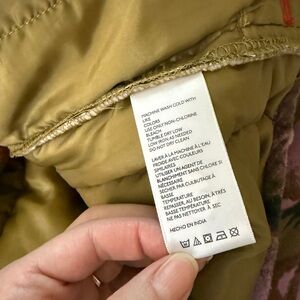 MACHINE WASH COLD WITH
LIKE
COLORS
USE ONLY NON-CHLORINE
BLEACH
TUMBLE DRY LOW
LOW IRON AS NEEDED
DO NOT DRY CLEAN
LAVER À LA MACHINE À L'EAU
FROIDE AVEC COULEURS
SIMILAIRES
UTILISER UN AGENT DE
BLANCHIMENT SANS CHLORE SI
NÉCESSAIRE
SÉCHER PAR CULBUTAGE À
BASSE
TEMPÉRATURE
REPASSER, AU BESOIN, À TRÈS
BASSE TEMPÉRATURE
NE PAS NETTOYER À SEC
HECHO EN INDIA